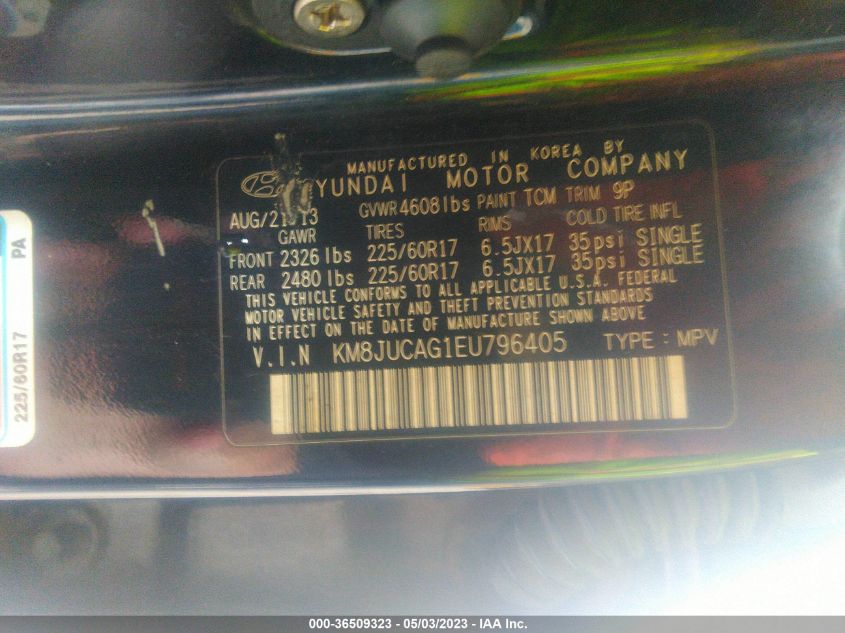 MANUFACTURED IN KOREA BY
HYUNDAI MOTOR COMPANY
GVWR 4608 lbs PAINT TCM TRIM 9P
GAWR TIRES RIMS COLD TIRE INFL
FRONT 2326 lbs 225/60R17 6.5JX17 35psi SINGLE
REAR 2480 lbs 225/60R17 6.5JX17 35psi SINGLE
THIS VEHICLE CONFORMS TO ALL APPLICABLE U.S.A. FEDERAL
MOTOR VEHICLE SAFETY AND THEFT PREVENTION STANDARDS
IN EFFECT ON THE DATE OF MANUFACTURE SHOWN ABOVE
V.I.N KM8JUCAG1EU796405 TYPE : MPV
225/60R17 PA
000-36509323 - 05/03/2023 - IAA Inc.